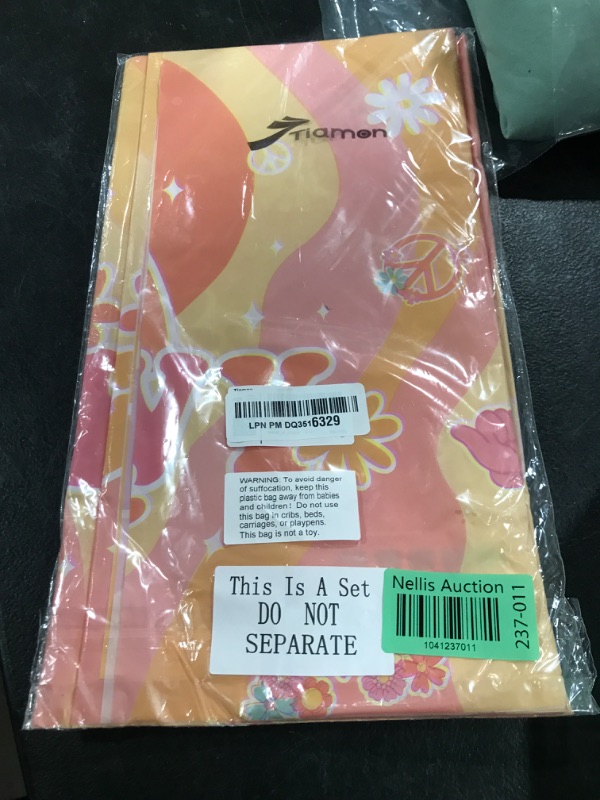 Tiamon
LPN PM DQ3516329
WARNING: To avoid danger
of suffocation, keep this
plastic bag away from babies
and children! Do not use
this bag in cribs, beds,
carriages, or playpens.
This bag is not a toy.
This Is A Set
DO NOT
SEPARATE
Nellis Auction
1041237011
237-011